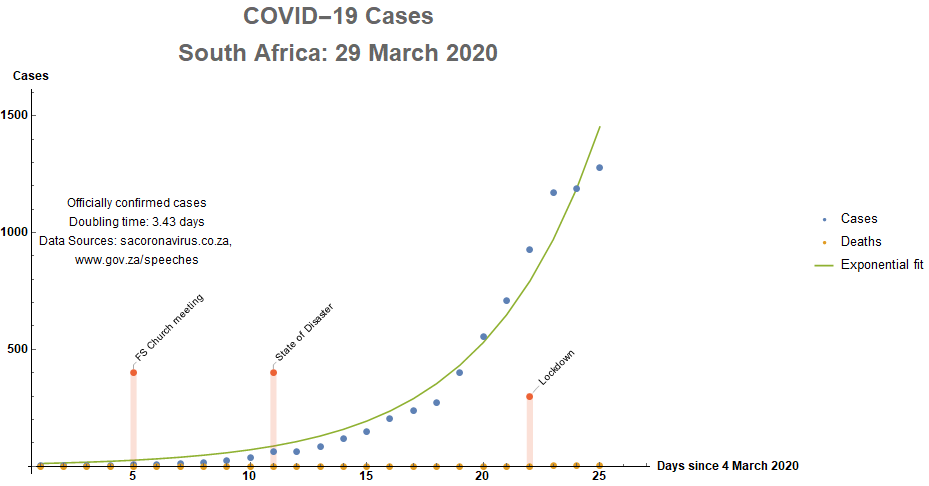 COVID–19 Cases
South Africa: 29 March 2020
Cases
1500
Officially confirmed cases
Doubling time: 3.43 days
1000
Data Sources: sacoronavirus.co.za,
www.gov.za/speeches
Cases
Deaths
Exponential fit
FS Church meeting
State of Disaster
500
Lockdown
5 10 15 20 25
Days since 4 March 2020